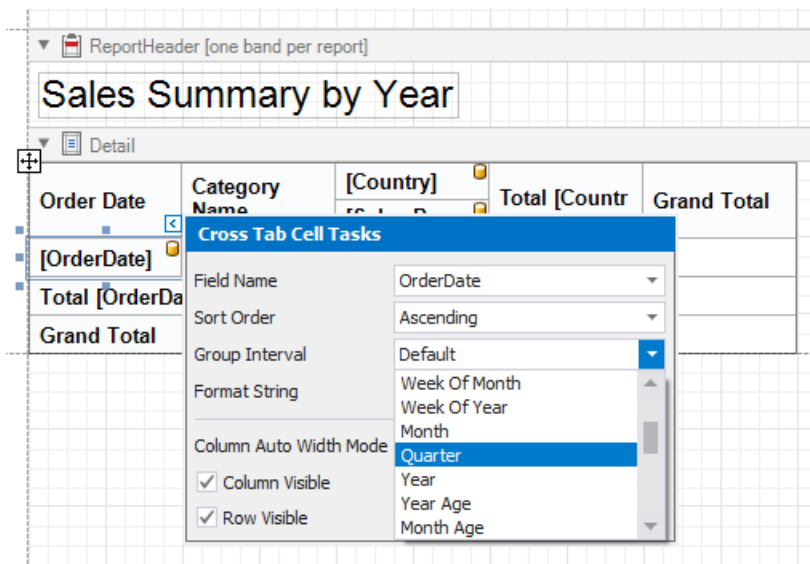 ReportHeader [one band per report]
Sales Summary by Year
Detail
Order Date
Category
Name
[Country]
Total [Countr
Grand Total
[OrderDate]
Total [OrderDa
Grand Total
Cross Tab Cell Tasks
Field Name OrderDate
Sort Order Ascending
Group Interval Default
Format String
Week Of Month
Week Of Year
Month
Quarter
Year
Year Age
Month Age
Column Auto Width Mode
Column Visible
Row Visible